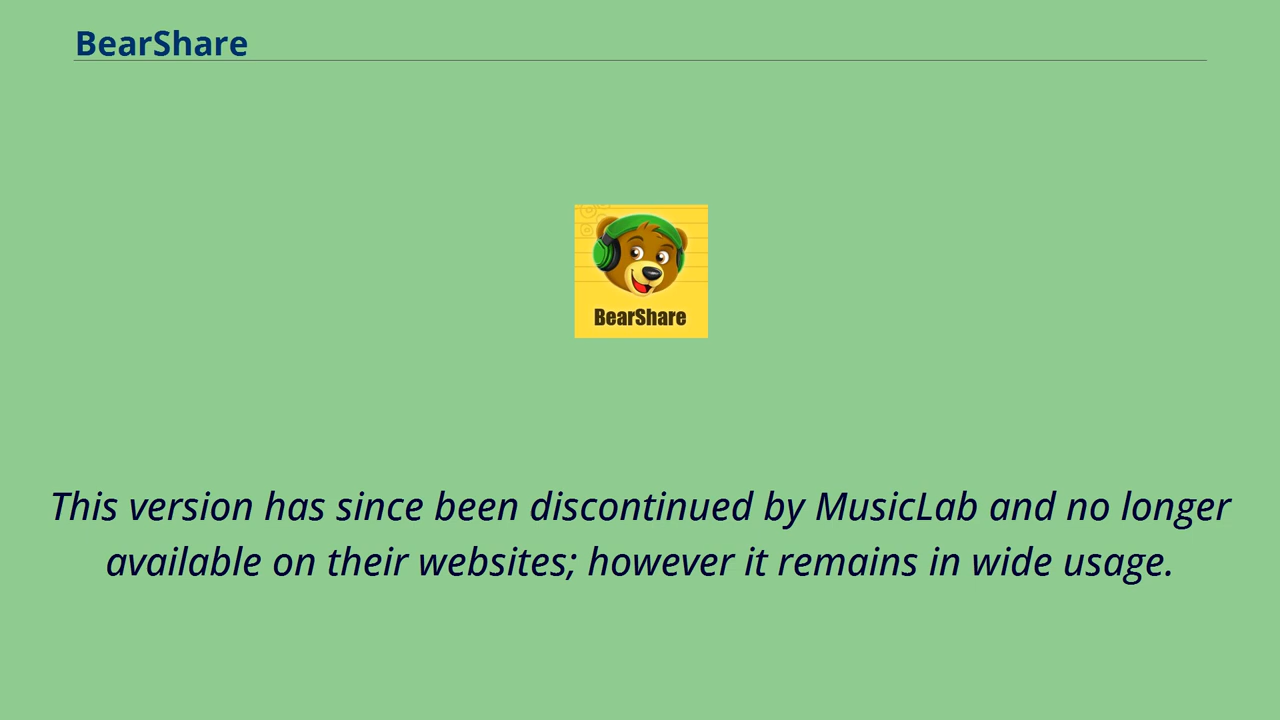 BearShare
BearShare
This version has since been discontinued by MusicLab and no longer
available on their websites; however it remains in wide usage.